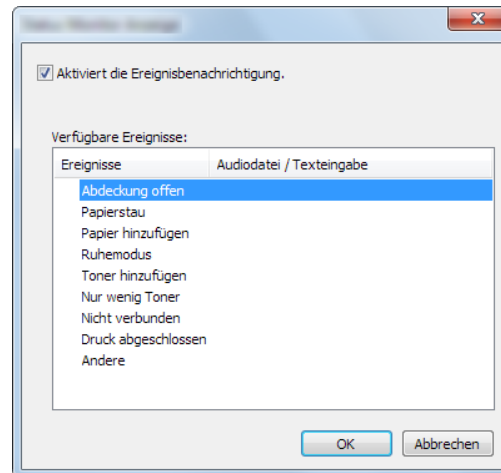 Aktiviert die Ereignisbenachrichtigung.
Verfügbare Ereignisse:
Ereignisse Audiodatei / Texteingabe
Abdeckung offen
Papierstau
Papier hinzufügen
Ruhemodus
Toner hinzufügen
Nur wenig Toner
Nicht verbunden
Druck abgeschlossen
Andere
OK Abbrechen